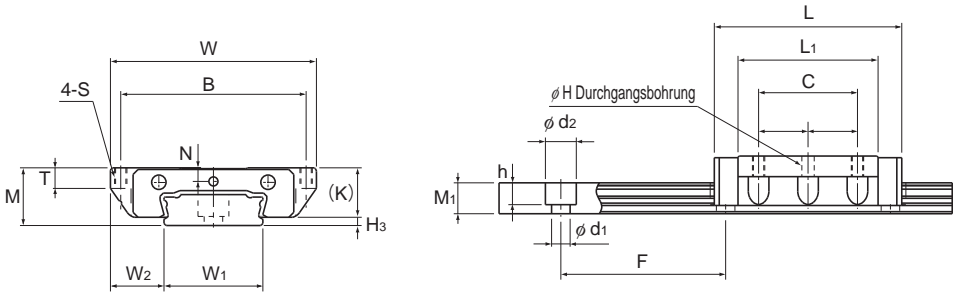 W
B
4-S
N
T
M
(K)
H3
W2
W1
L
L1
C
φH Durchgangsbohrung
φd2
h
M1
φd1
F